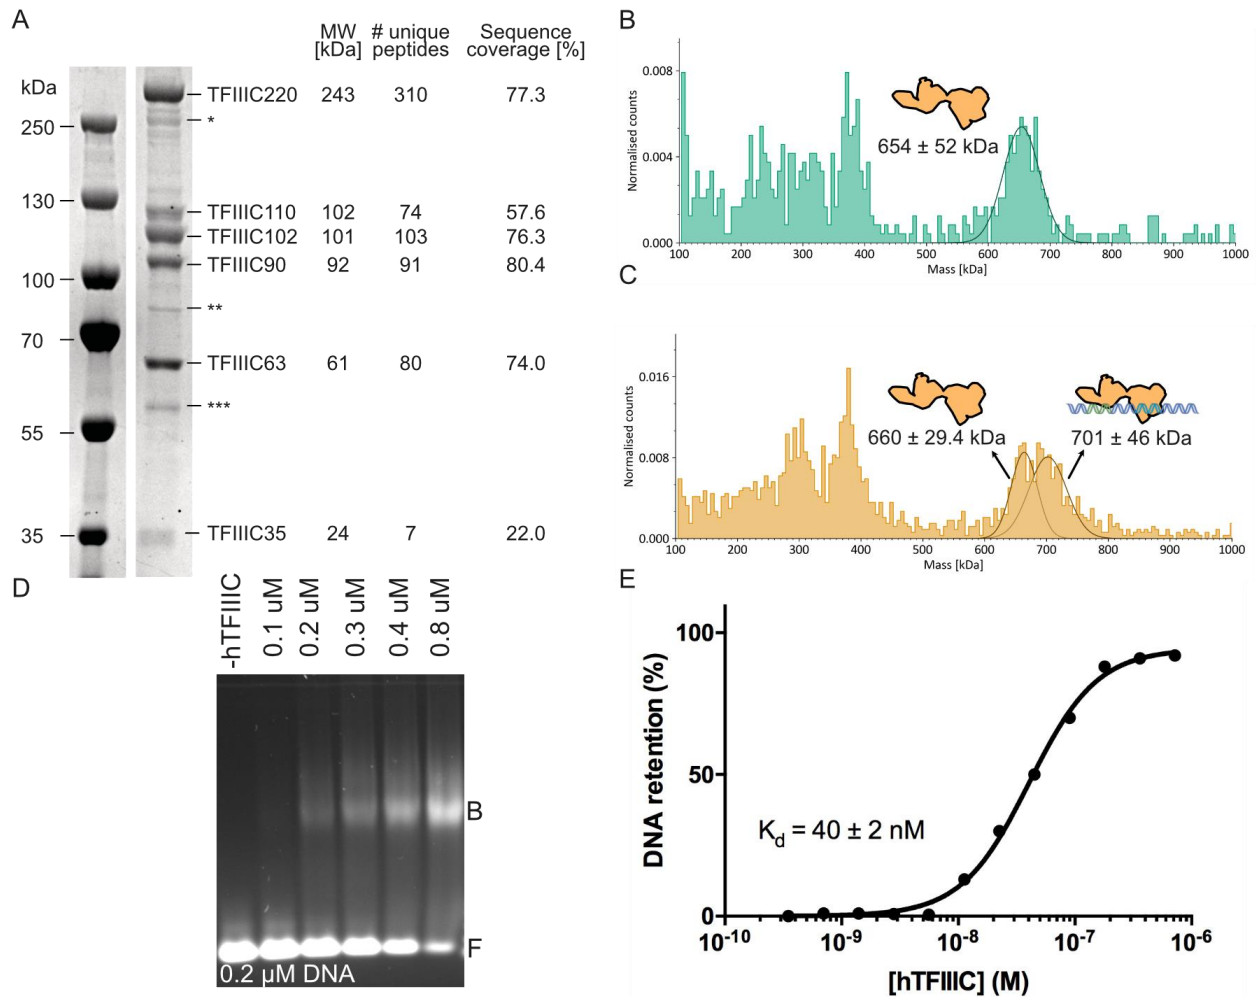 A
MW # unique Sequence
[kDa] peptides coverage [%]
kDa
TFIIIC220 243 310 77.3
*
250
130
TFIIIC110 102 74 57.6
TFIIIC102 101 103 76.3
TFIIIC90 92 91 80.4
100
**
70
TFIIIC63 61 80 74.0
***
55
35
TFIIIC35 24 7 22.0
B
Normalised counts
0.008
0.004
0.000
654 ± 52 kDa
100 200 300 400 500 600 700 800 900 1000
Mass [kDa]
C
Normalised counts
0.016
0.008
0.000
660 ± 29.4 kDa 701 ± 46 kDa
100 200 300 400 500 600 700 800 900 1000
Mass [kDa]
D
-hTFIIIC
0.1 uM
0.2 uM
0.3 uM
0.4 uM
0.8 uM
B
F
0.2 µM DNA
E
DNA retention (%)
100
50
0
Kd = 40 ± 2 nM
10-10 10-9 10-8 10-7 10-6
[hTFIIIC] (M)